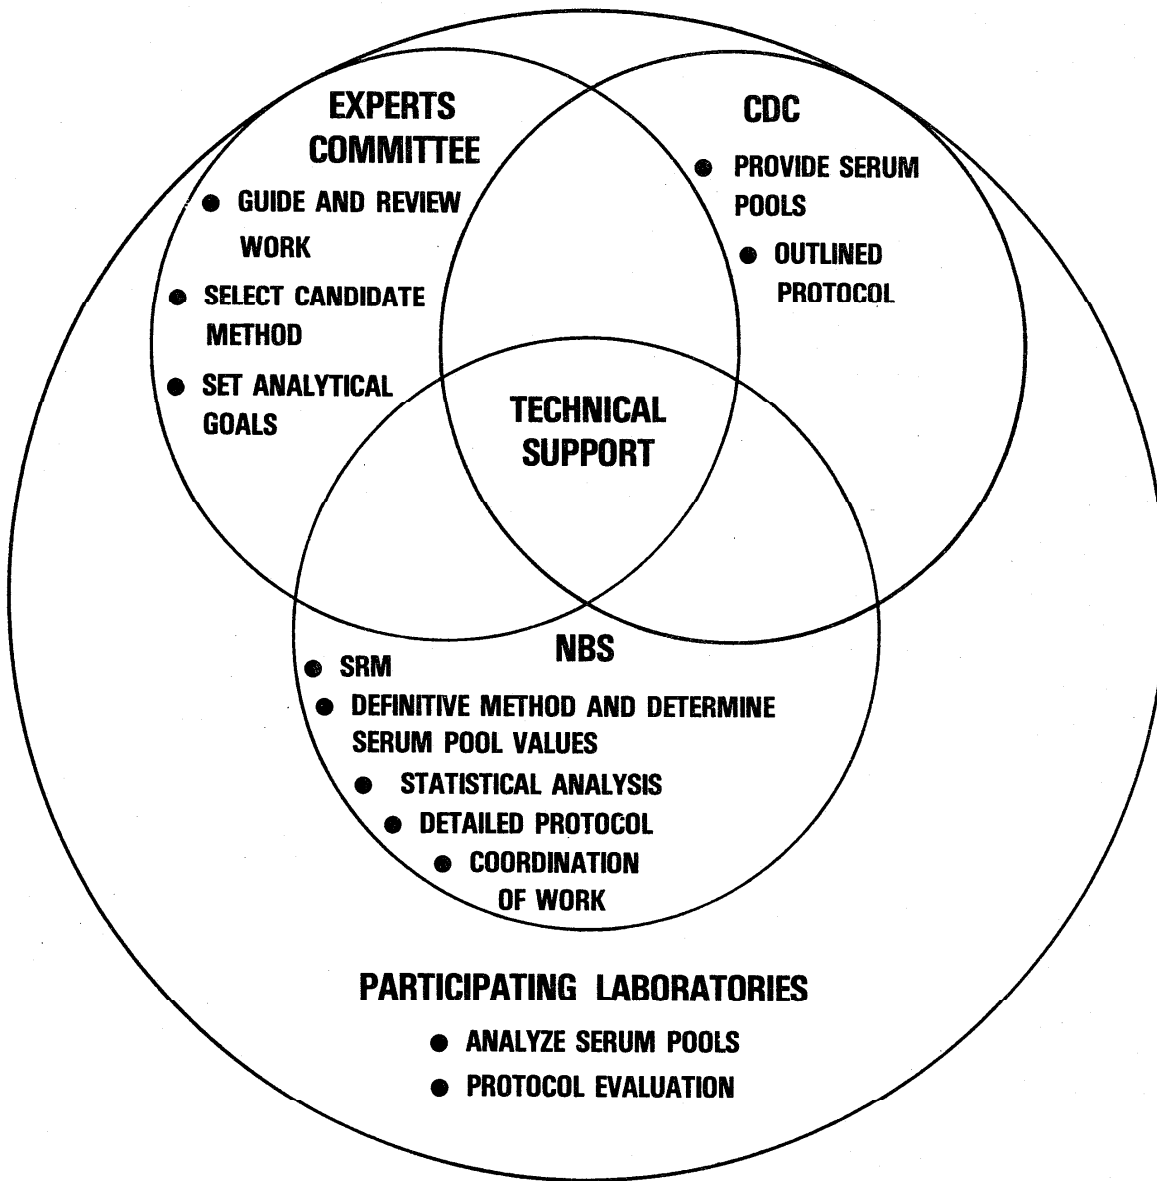 EXPERTS
COMMITTEE
● GUIDE AND REVIEW
WORK
● SELECT CANDIDATE
METHOD
● SET ANALYTICAL
GOALS
CDC
● PROVIDE SERUM
POOLS
● OUTLINED
PROTOCOL
TECHNICAL
SUPPORT
NBS
● SRM
● DEFINITIVE METHOD AND DETERMINE
SERUM POOL VALUES
● STATISTICAL ANALYSIS
● DETAILED PROTOCOL
● COORDINATION
OF WORK
PARTICIPATING LABORATORIES
● ANALYZE SERUM POOLS
● PROTOCOL EVALUATION